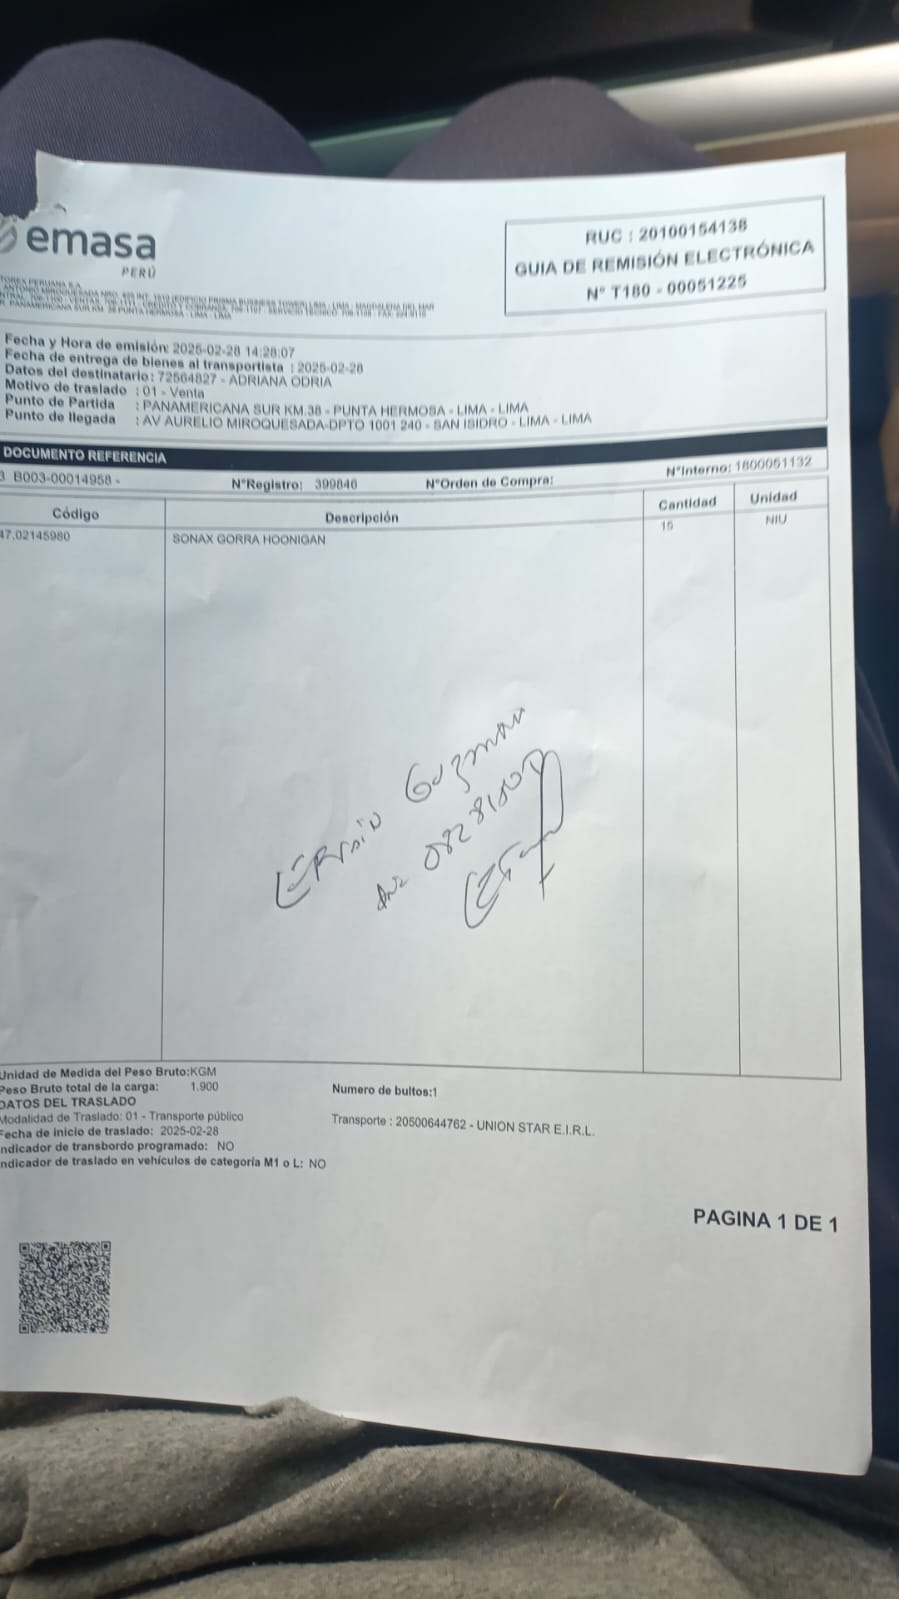 emasa
PERÚ
RUC : 20100154138
GUIA DE REMISIÓN ELECTRÓNICA
N° T180 - 00051225
Fecha y Hora de emisión: 2025-02-28 14:28:07
Fecha de entrega de bienes al transportista : 2025-02-28
Datos del destinatario : 72564827 - ADRIANA ODRIA
Motivo de traslado : 01 - Venta
Punto de Partida : PANAMERICANA SUR KM.38 - PUNTA HERMOSA - LIMA - LIMA
Punto de llegada : AV AURELIO MIROQUESADA-DPTO 1001 240 - SAN ISIDRO - LIMA - LIMA
DOCUMENTO REFERENCIA
3 B003-00014958 - N°Registro: 399846 N°Orden de Compra: N°Interno: 1800051132
Código Descripción Cantidad Unidad
47.02145980 SONAX GORRA HOONIGAN 15 NIU
Guzman
Unidad de Medida del Peso Bruto:KGM
Peso Bruto total de la carga: 1.900 Numero de bultos:1
DATOS DEL TRASLADO
Modalidad de Traslado: 01 - Transporte público Transporte : 20500644762 - UNION STAR E.I.R.L.
Fecha de inicio de traslado: 2025-02-28
ndicador de transbordo programado: NO
ndicador de traslado en vehículos de categoría M1 o L: NO
PAGINA 1 DE 1